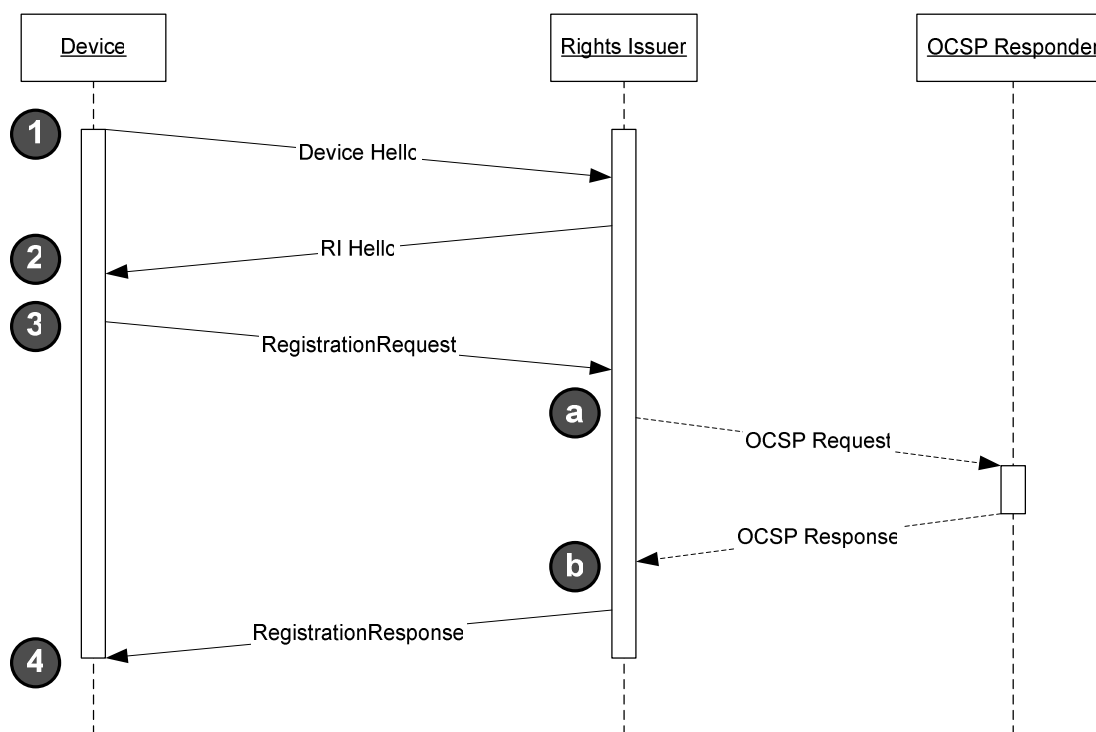 Device
Rights Issuer
OCSP Responder
1
Device Hello
2
RI Hello
3
RegistrationRequest
a
OCSP Request
OCSP Response
b
RegistrationResponse
4